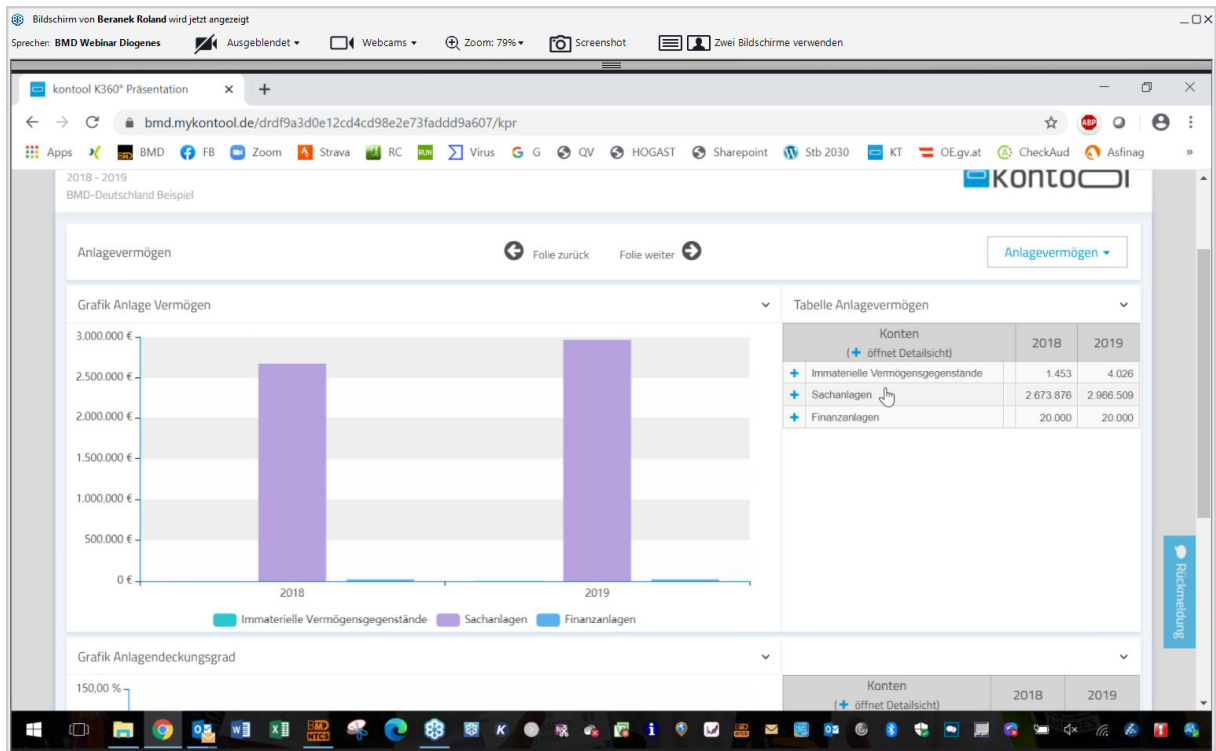 Bildschirm von Beranek Roland wird jetzt angezeigt
Sprecher: BMD Webinar Diogenes Ausgeblendet Webcams Zoom: 79% Screenshot Zwei Bildschirme verwenden
kontool K360° Präsentation
bmd.mykontool.de/drdf9a3d0e12cd4cd98e2e73faddd9a607/kpr
ABP
Apps BMD FB Zoom Strava RC RUN Virus G QV HOGAST Sharepoint Stb 2030 KT OE.gv.at CheckAud Asfinag »
2018 - 2019
kontool
BMD-Deutschland Beispiel
Anlagevermögen Folie zurück Folie weiter Anlagevermögen
Grafik Anlage Vermögen Tabelle Anlagevermögen
3.000.000 €
2.500.000 €
2.000.000 €
1.500.000 €
1.000.000 €
500.000 €
0 €
2018 2019
Immaterielle Vermögensgegenstände Sachanlagen Finanzanlagen
Konten 2018 2019
(+ öffnet Detailsicht)
+ Immaterielle Vermögensgegenstände 1.453 4.026
+ Sachanlagen 2.673.876 2.966.509
+ Finanzanlagen 20.000 20.000
Rückmeldung
Grafik Anlagendeckungsgrad
150,00 %
Konten 2018 2019
(+ öffnet Detailsicht)
BMD
NTCS